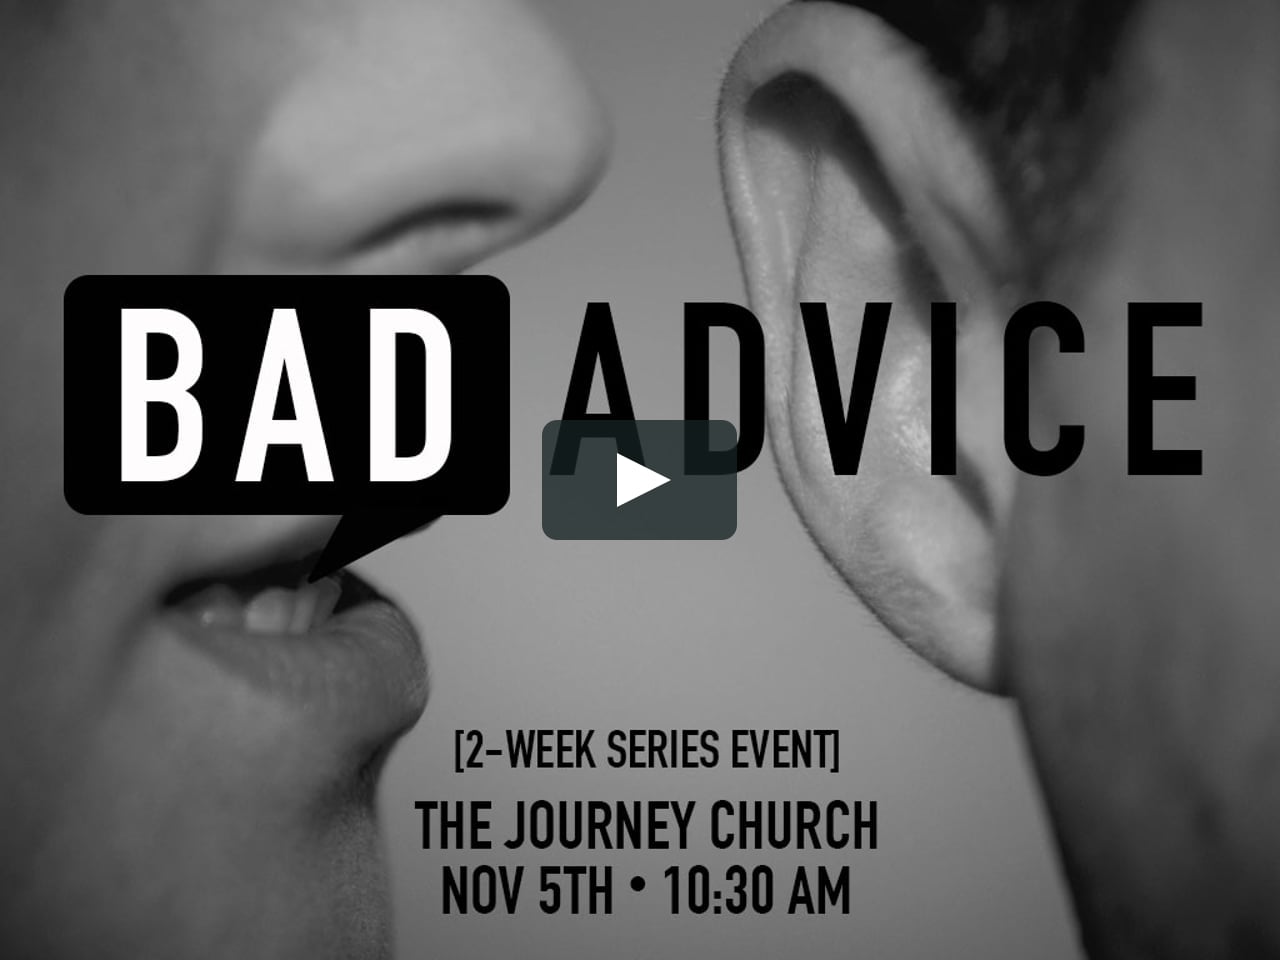 BAD ADVICE
[2-WEEK SERIES EVENT]
THE JOURNEY CHURCH
NOV 5TH • 10:30 AM